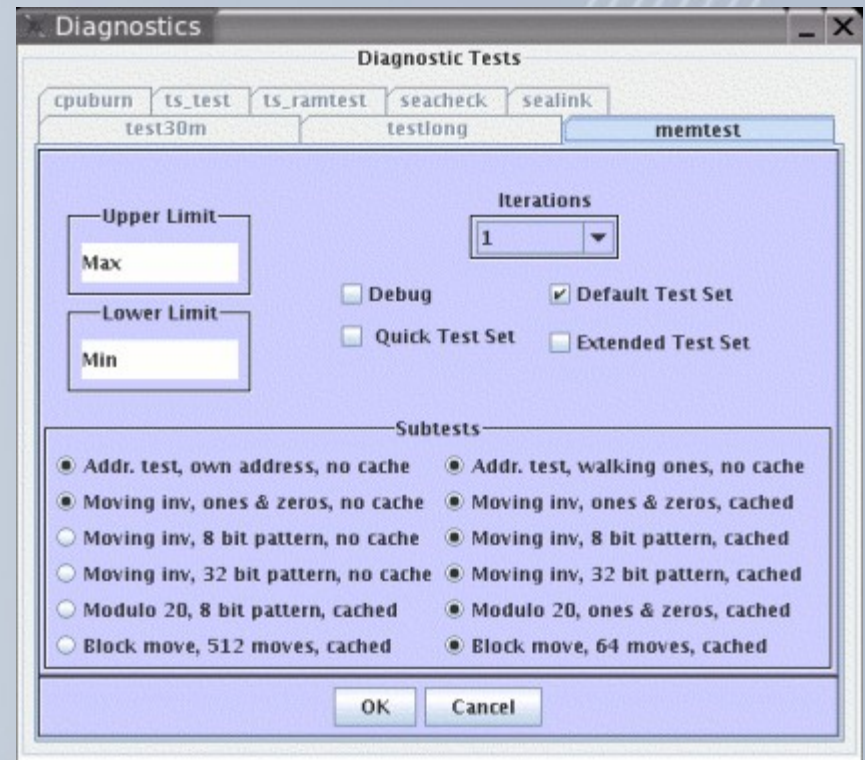 Diagnostics
Diagnostic Tests
cpuburn ts_test ts_ramtest seacheck sealink
test30m testlong memtest
Upper Limit
Max
Lower Limit
Min
Iterations
1
Debug Default Test Set
Quick Test Set Extended Test Set
Subtests
Addr. test, own address, no cache Addr. test, walking ones, no cache
Moving inv, ones & zeros, no cache Moving inv, ones & zeros, cached
Moving inv, 8 bit pattern, no cache Moving inv, 8 bit pattern, cached
Moving inv, 32 bit pattern, no cache Moving inv, 32 bit pattern, cached
Modulo 20, 8 bit pattern, cached Modulo 20, ones & zeros, cached
Block move, 512 moves, cached Block move, 64 moves, cached
OK Cancel